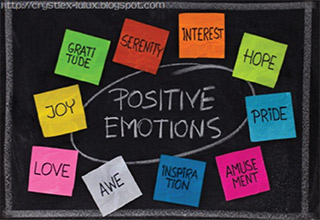 http://crystlex-lulux.blogspot.com
GRATI
TUDE
SERENITY
INTEREST
HOPE
JOY
POSITIVE
EMOTIONS
PRIDE
LOVE
AWE
INSPIRA
TION
AMUSE
MENT